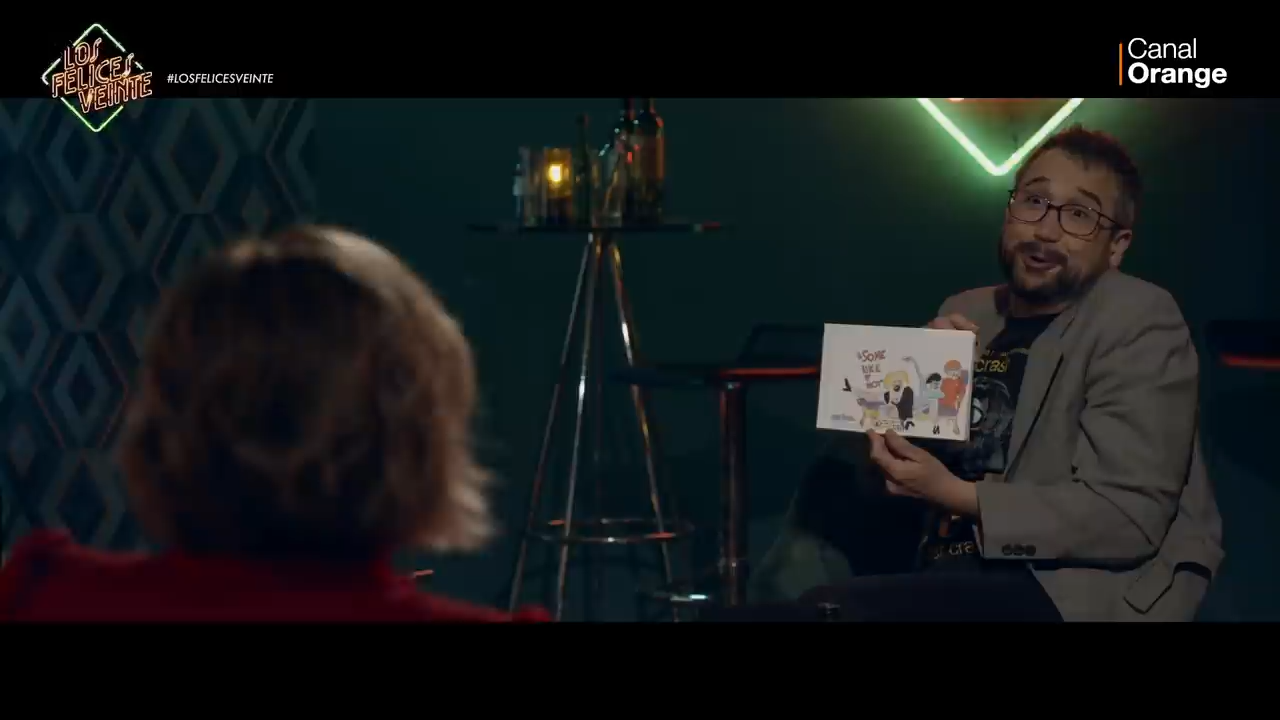 LOS
FELICES
VEINTE
#LOSFELICESVEINTE
Canal
Orange
SOME
LIKE
IT
HOT